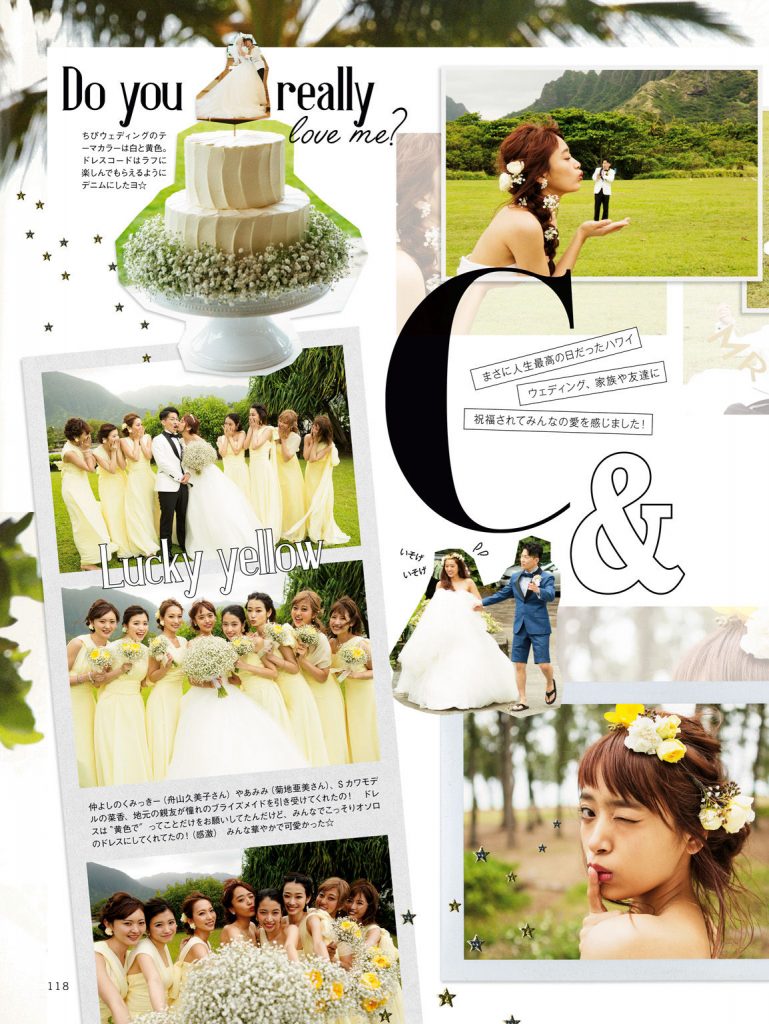 Do you really
love me?
ちびウェディングのテ
ーマカラーは白と黄色。
ドレスコードはラフに
楽しんでもらえるように
デニムにしたヨ☆
MR
C
まさに人生最高の日だったハワイ
ウェディング、家族や友達に
祝福されてみんなの愛を感じました!
&
Lucky yellow
いそげ
いそげ
仲よしのくみっきー(舟山久美子さん)やあみみ(菊地亜美さん)、Sカワモデ
ルの菜香、地元の親友が憧れのブライズメイドを引き受けてくれたの! ドレ
スは"黄色で"ってことだけをお願いしてたんだけど、みんなでこっそりオソロ
のドレスにしてくれてたの!(感激) みんな華やかで可愛かった☆
118